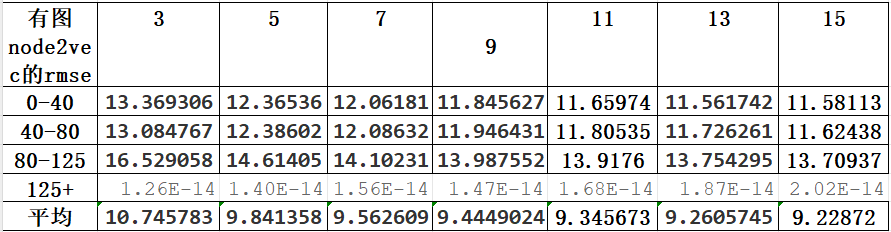 有图node2vec的rmse 3 5 7 9 11 13 15
0-40 13.369306 12.36536 12.06181 11.845627 11.65974 11.561742 11.58113
40-80 13.084767 12.38602 12.08632 11.946431 11.80535 11.726261 11.62438
80-125 16.529058 14.61405 14.10231 13.987552 13.9176 13.754295 13.70937
125+ 1.26E-14 1.40E-14 1.56E-14 1.47E-14 1.68E-14 1.87E-14 2.02E-14
平均 10.745783 9.841358 9.562609 9.4449024 9.345673 9.2605745 9.22872